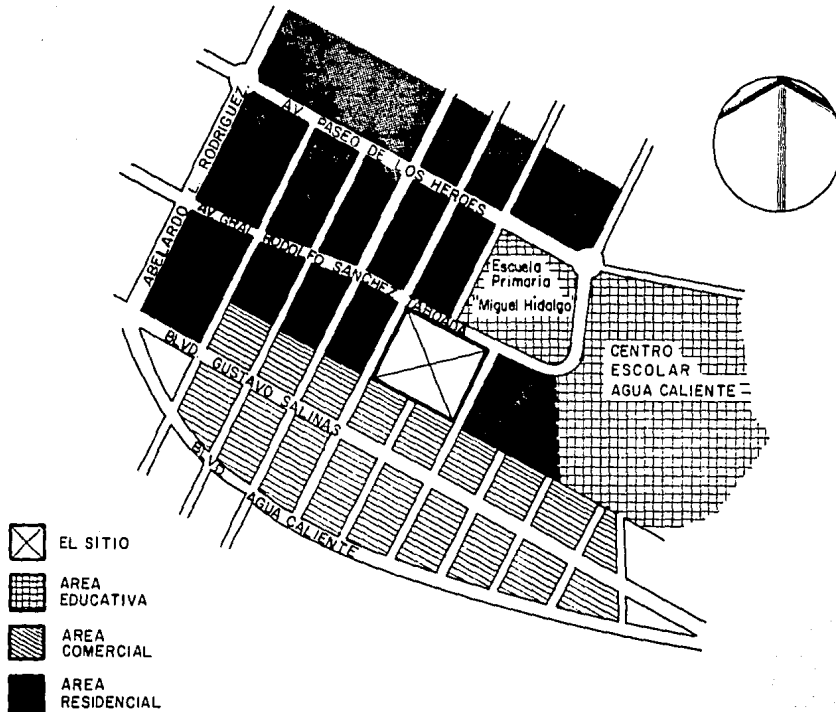 AV. PASEO DE LOS HEROES
ABELARDO L. RODRIGUEZ
AV. GRAL. RODOLFO SANCHEZ TABOADA
Escuela
Primaria
"Miguel Hidalgo"
CENTRO
ESCOLAR
AGUA CALIENTE
BLVD. GUSTAVO SALINAS
BLVD. AGUA CALIENTE
EL SITIO
AREA
EDUCATIVA
AREA
COMERCIAL
AREA
RESIDENCIAL